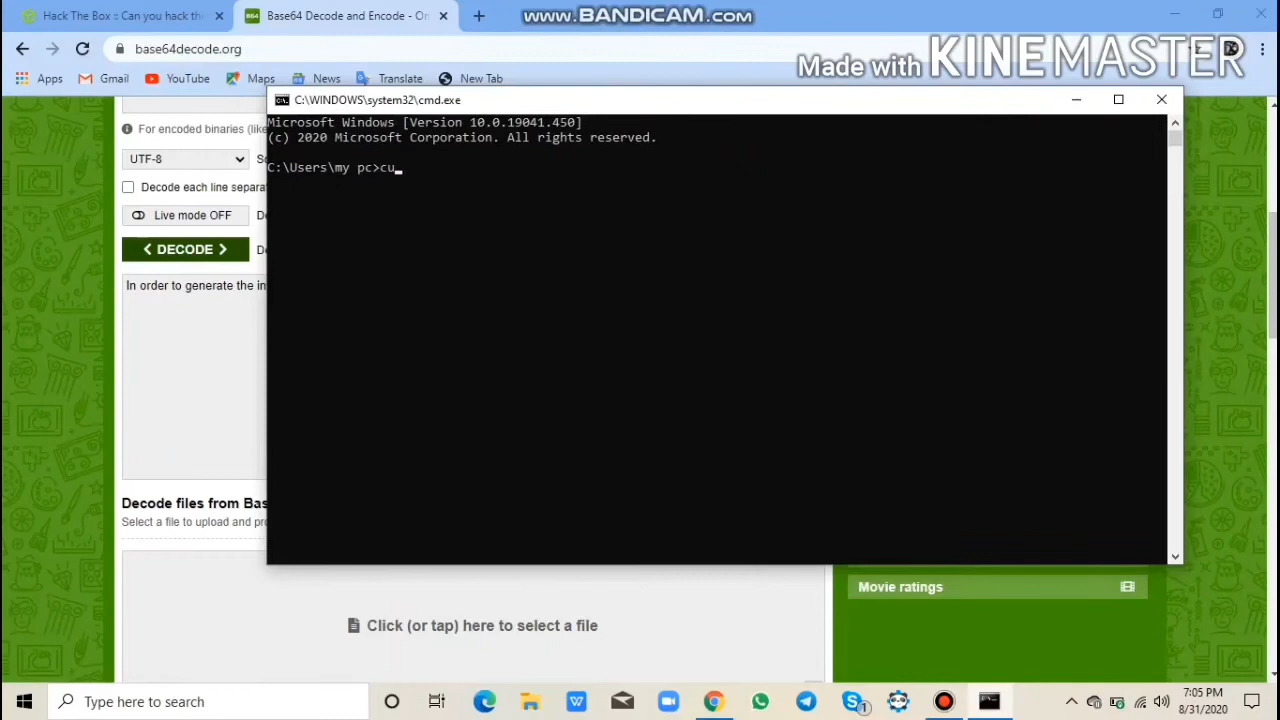 Hack The Box :: Can you hack th
Base64 Decode and Encode - On
www.BANDICAM.com
base64decode.org
Made with KINEMASTER
Apps
Gmail
YouTube
Maps
News
Translate
New Tab
C:\WINDOWS\system32\cmd.exe
Microsoft Windows [Version 10.0.19041.450]
(c) 2020 Microsoft Corporation. All rights reserved.
C:\Users\my pc>cu_
For encoded binaries (like
UTF-8
Decode each line separat
Live mode OFF
< DECODE >
In order to generate the in
Decode files from Bas
Select a file to upload and pr
Click (or tap) here to select a file
Movie ratings
Type here to search
1
7:05 PM
8/31/2020